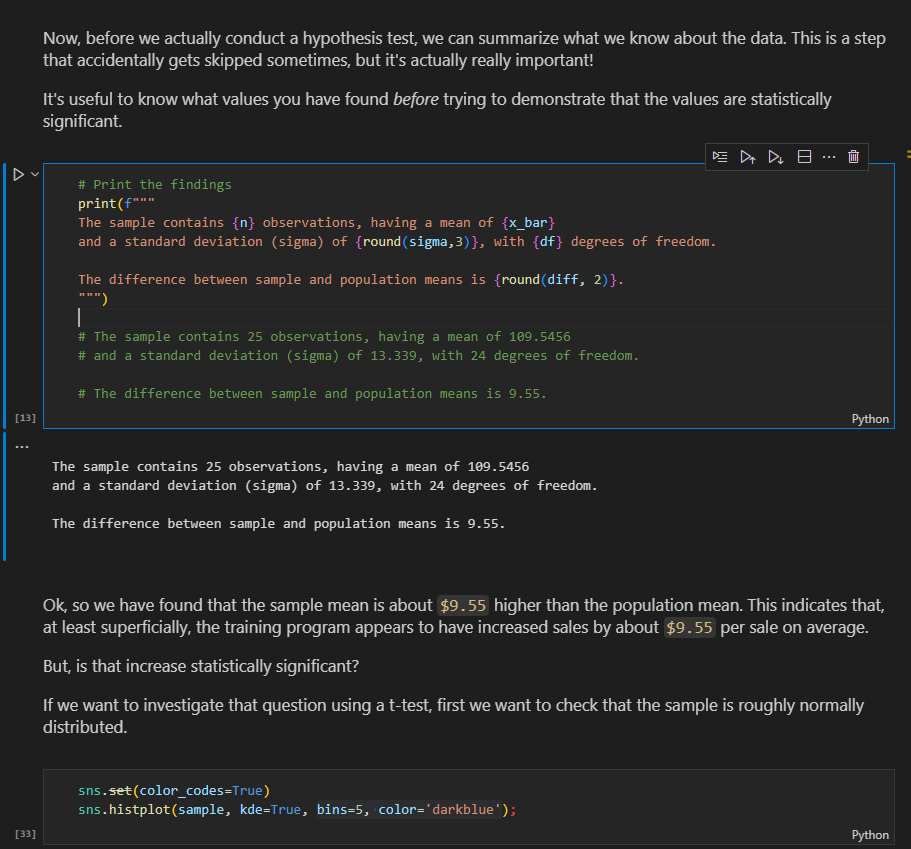 Now, before we actually conduct a hypothesis test, we can summarize what we know about the data. This is a step
that accidentally gets skipped sometimes, but it's actually really important!
It's useful to know what values you have found before trying to demonstrate that the values are statistically
significant.
# Print the findings
print(f"""
The sample contains {n} observations, having a mean of {x_bar}
and a standard deviation (sigma) of {round(sigma,3)}, with {df} degrees of freedom.
The difference between sample and population means is {round(diff, 2)}.
""")
# The sample contains 25 observations, having a mean of 109.5456
# and a standard deviation (sigma) of 13.339, with 24 degrees of freedom.
# The difference between sample and population means is 9.55.
[13]
Python
...
The sample contains 25 observations, having a mean of 109.5456
and a standard deviation (sigma) of 13.339, with 24 degrees of freedom.
The difference between sample and population means is 9.55.
Ok, so we have found that the sample mean is about $9.55 higher than the population mean. This indicates that,
at least superficially, the training program appears to have increased sales by about $9.55 per sale on average.
But, is that increase statistically significant?
If we want to investigate that question using a t-test, first we want to check that the sample is roughly normally
distributed.
sns.set(color_codes=True)
sns.histplot(sample, kde=True, bins=5, color='darkblue');
[33]
Python